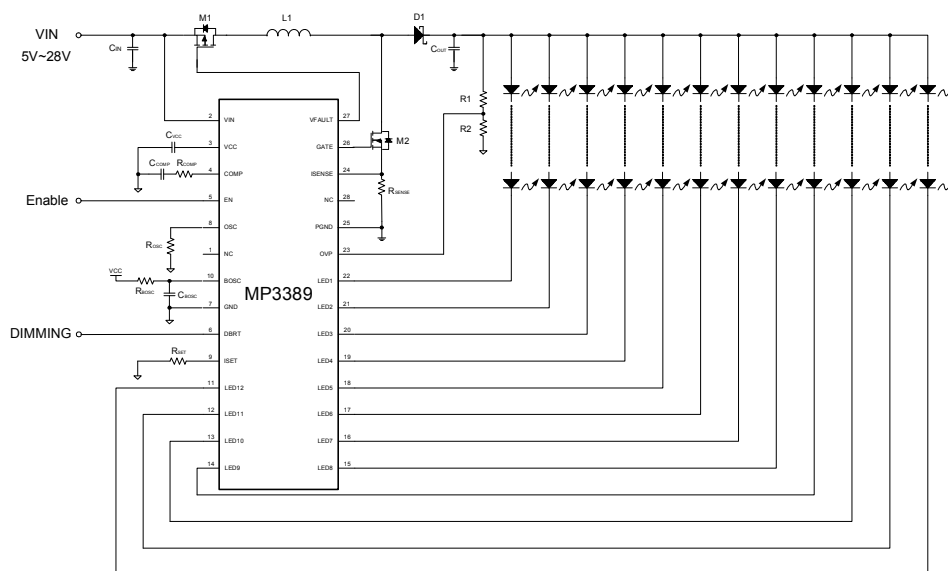 M1
L1
D1
VIN
CIN
COUT
5V~28V
R1
R2
M2
2 VIN VFAULT 27
CVCC
3 VCC GATE 26
CCOMP RCOMP
4 COMP ISENSE 24
RSENSE
Enable 5 EN NC 28
8 OSC PGND 25
ROSC
1 NC OVP 23
VCC
10 BOSC LED1 22
RBOSC CBOSC
MP3389
7 GND LED2 21
DIMMING 6 DBRT LED3 20
RSET
9 ISET LED4 19
11 LED12 LED5 18
12 LED11 LED6 17
13 LED10 LED7 16
14 LED9 LED8 15